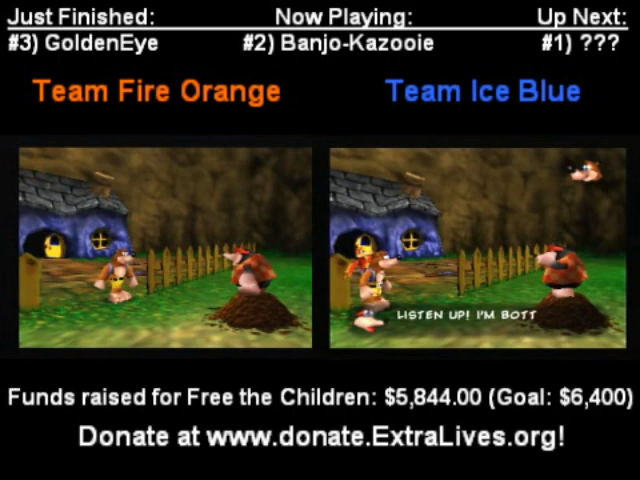 Just Finished: Now Playing: Up Next:
#3) GoldenEye #2) Banjo-Kazooie #1) ???
Team Fire Orange Team Ice Blue
LISTEN UP! I'M BOTT
Funds raised for Free the Children: $5,844.00 (Goal: $6,400)
Donate at www.donate.ExtraLives.org!